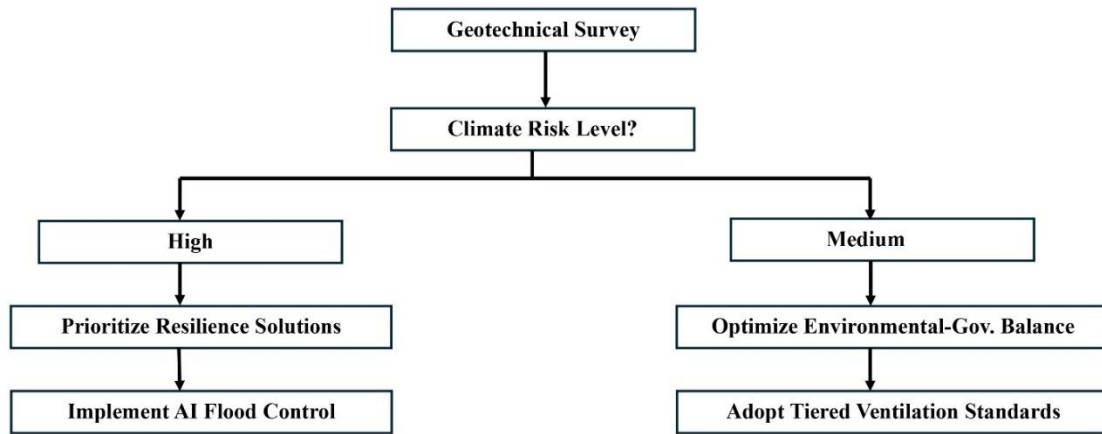 Geotechnical Survey
Climate Risk Level?
High
Medium
Prioritize Resilience Solutions
Optimize Environmental-Gov. Balance
Implement AI Flood Control
Adopt Tiered Ventilation Standards